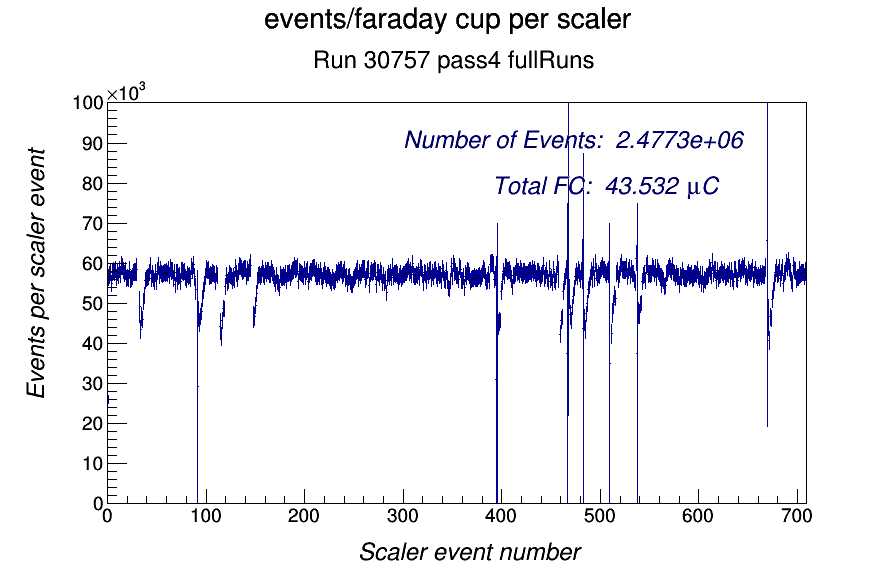 events/faraday cup per scaler
Run 30757 pass4 fullRuns
×10³
100
90
80
70
60
50
40
30
20
10
0
Events per scaler event
Number of Events: 2.4773e+06
Total FC: 43.532 μC
0 100 200 300 400 500 600 700
Scaler event number